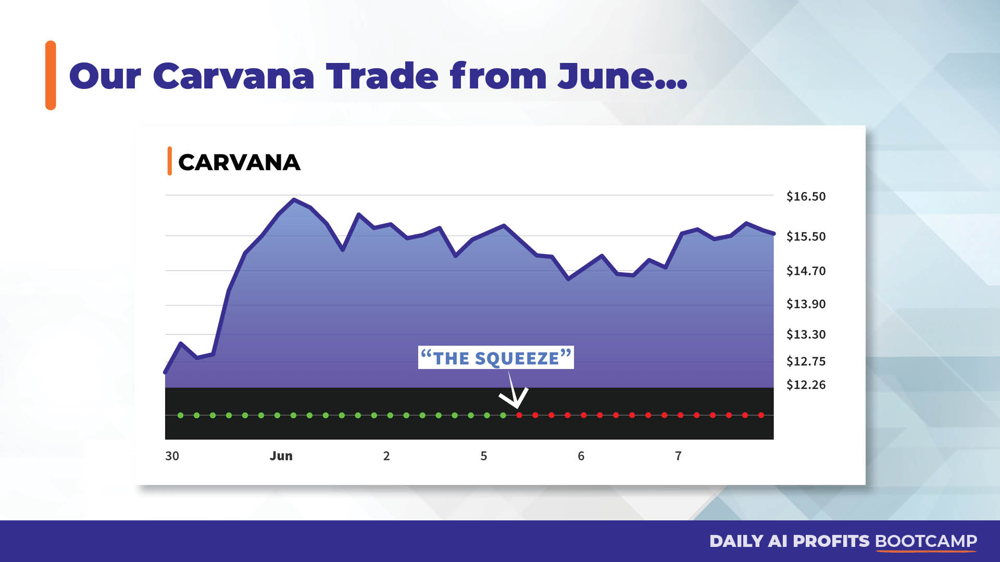 Our Carvana Trade from June...
CARVANA
$16.50
$15.50
$14.70
$13.90
$13.30
$12.75
$12.26
“THE SQUEEZE”
30 Jun 2 5 6 7
DAILY AI PROFITS BOOTCAMP